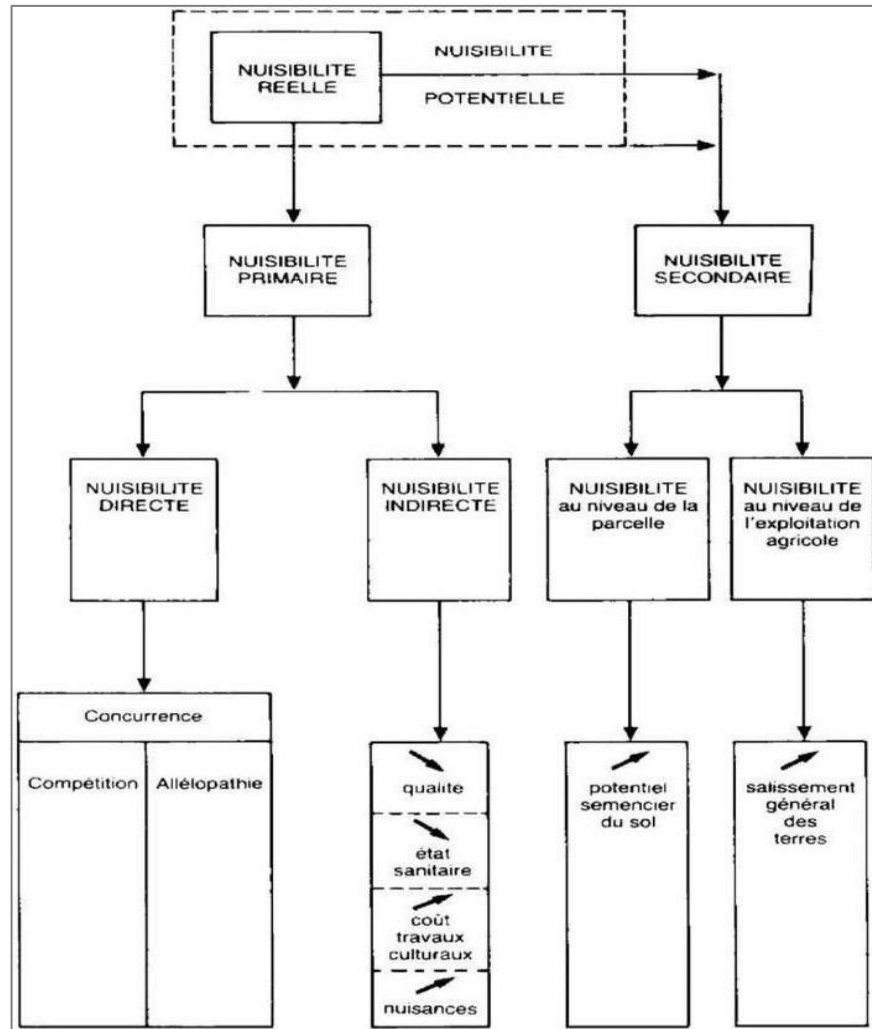 NUISIBILITE
REELLE
NUISIBILITE
POTENTIELLE
NUISIBILITE
PRIMAIRE
NUISIBILITE
SECONDAIRE
NUISIBILITE
DIRECTE
NUISIBILITE
INDIRECTE
NUISIBILITE
au niveau de la
parcelle
NUISIBILITE
au niveau de
l'exploitation
agricole
Concurrence
Compétition
Allélopathie
qualité
état
sanitaire
coût
travaux
culturaux
nuisances
potentiel
semencier
du sol
salissement
général
des
terres